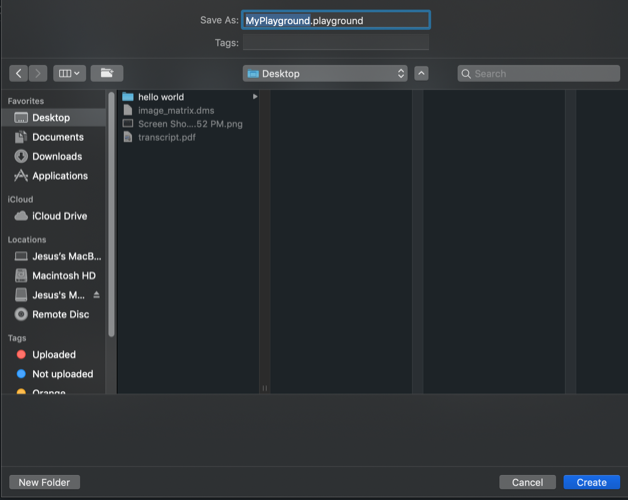 Save As: MyPlayground.playground
Tags:
Desktop
Search
Favorites
Desktop
Documents
Downloads
Applications
iCloud
iCloud Drive
Locations
Jesus's MacB...
Macintosh HD
Jesus's M...
Remote Disc
Tags
Uploaded
Not uploaded
Orange
hello world
image_matrix.dms
Screen Sho....52 PM.png
transcript.pdf
New Folder
Cancel
Create